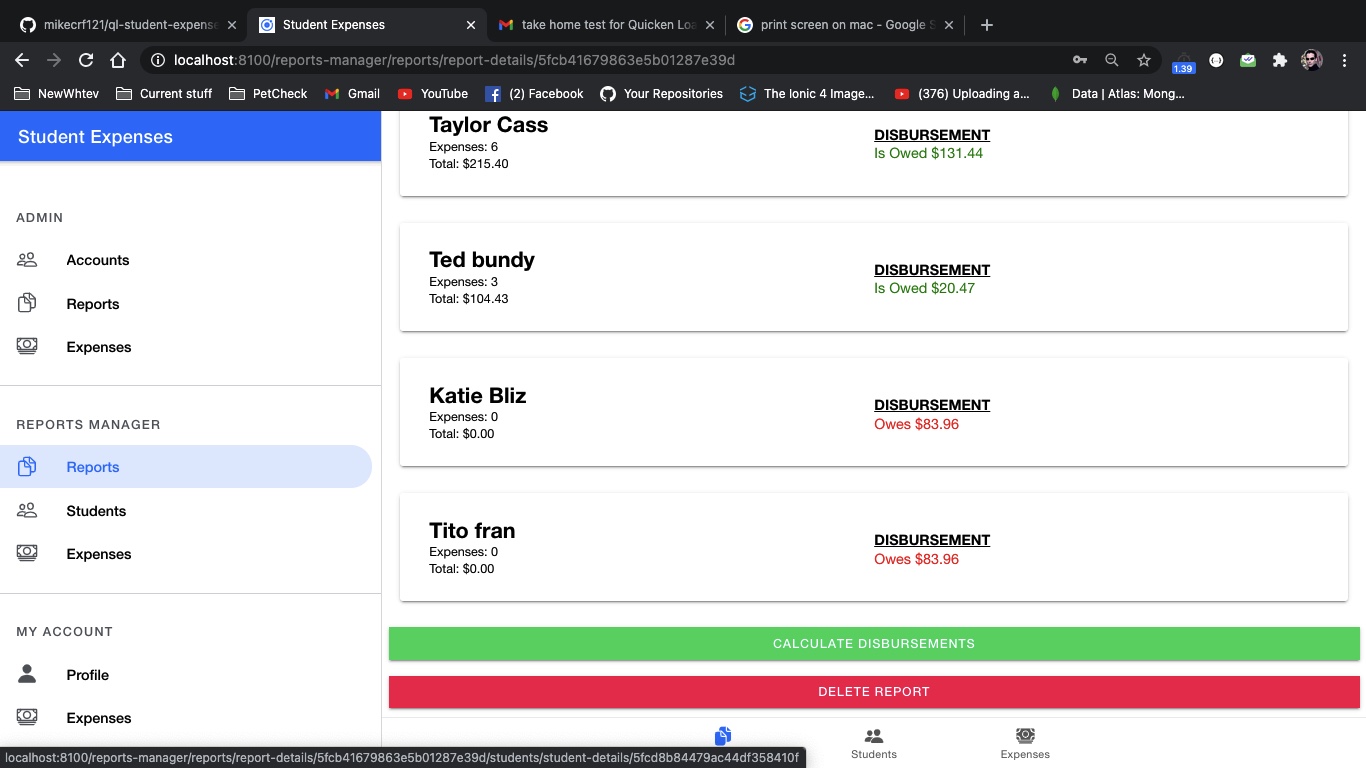 mikecrf121/ql-student-expense
Student Expenses
take home test for Quicken Loa
print screen on mac - Google S
localhost:8100/reports-manager/reports/report-details/5fcb41679863e5b01287e39d
1.39
NewWhtev
Current stuff
PetCheck
Gmail
YouTube
(2) Facebook
Your Repositories
The Ionic 4 Image...
(376) Uploading a...
Data | Atlas: Mong...
Student Expenses
ADMIN
Accounts
Reports
Expenses
REPORTS MANAGER
Reports
Students
Expenses
MY ACCOUNT
Profile
Expenses
Taylor Cass
Expenses: 6
Total: $215.40
DISBURSEMENT
Is Owed $131.44
Ted bundy
Expenses: 3
Total: $104.43
DISBURSEMENT
Is Owed $20.47
Katie Bliz
Expenses: 0
Total: $0.00
DISBURSEMENT
Owes $83.96
Tito fran
Expenses: 0
Total: $0.00
DISBURSEMENT
Owes $83.96
CALCULATE DISBURSEMENTS
DELETE REPORT
Students
Expenses
localhost:8100/reports-manager/reports/report-details/5fcb41679863e5b01287e39d/students/student-details/5fcd8b84479ac44df358410f